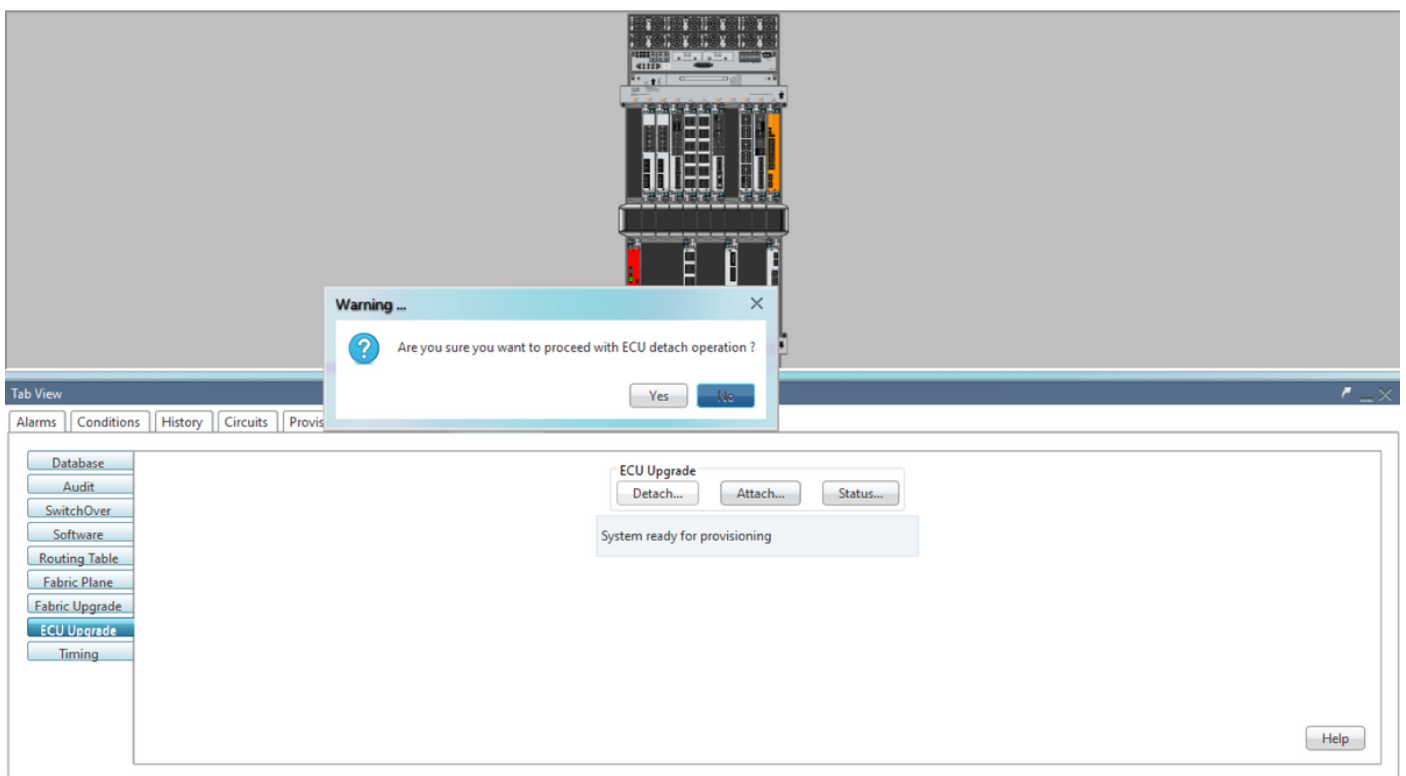 Warning ...
Are you sure you want to proceed with ECU detach operation ?
Yes No
Tab View
Alarms Conditions History Circuits Provis
Database
Audit
SwitchOver
Software
Routing Table
Fabric Plane
Fabric Upgrade
ECU Upgrade
Timing
ECU Upgrade
Detach... Attach... Status...
System ready for provisioning
Help